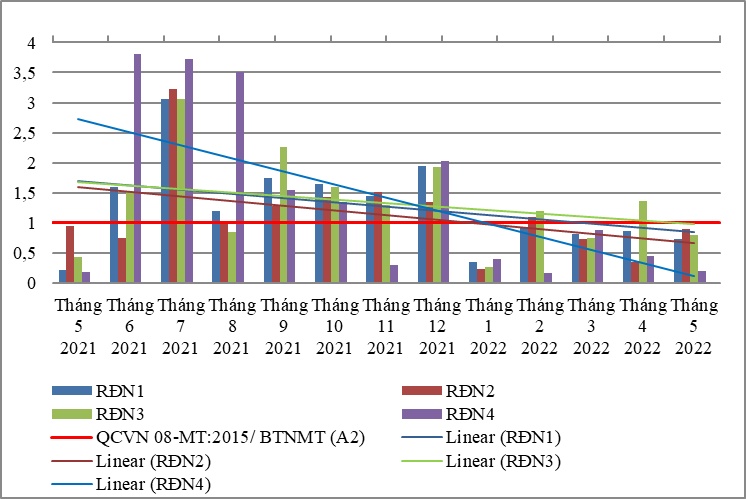 4
3,5
3
2,5
2
1,5
1
0,5
0
Tháng Tháng Tháng Tháng Tháng Tháng Tháng Tháng Tháng Tháng Tháng Tháng Tháng
5 6 7 8 9 10 11 12 1 2 3 4 5
2021 2021 2021 2021 2021 2021 2021 2021 2022 2022 2022 2022 2022
RĐN1 RĐN2
RĐN3 RĐN4
QCVN 08-MT:2015/ BTNMT (A2) Linear (RĐN1)
Linear (RĐN2) Linear (RĐN3)
Linear (RĐN4)